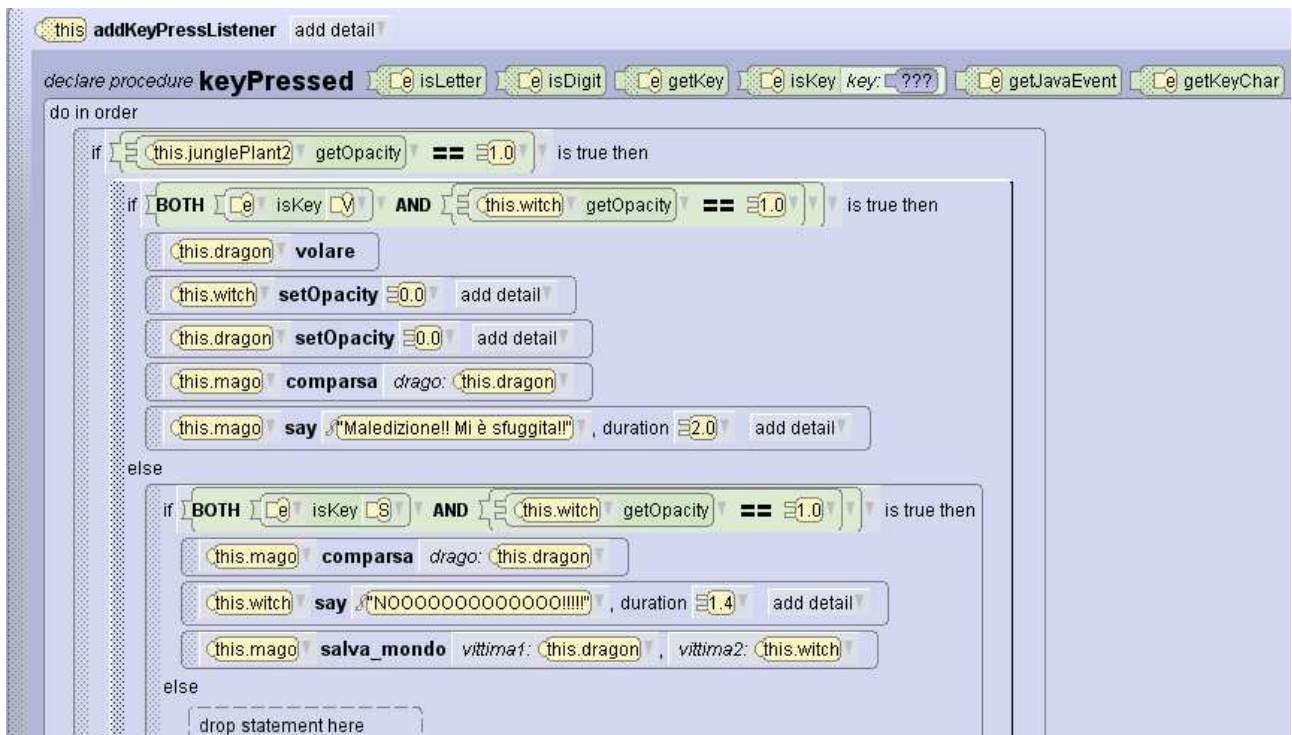 this addKeyPressListener add detail
declare procedure keyPressed e isLetter e isDigit e getKey e isKey key: ??? e getJavaEvent e getKeyChar
do in order
if this.junglePlant2 getOpacity == 1.0 is true then
if BOTH e isKey V AND this.witch getOpacity == 1.0 is true then
this.dragon volare
this.witch setOpacity 0.0 add detail
this.dragon setOpacity 0.0 add detail
this.mago comparsa drago: this.dragon
this.mago say "Maledizione!! Mi è sfuggita!!" , duration 2.0 add detail
else
if BOTH e isKey S AND this.witch getOpacity == 1.0 is true then
this.mago comparsa drago: this.dragon
this.witch say "NOOOOOOOOOOOOO!!!!!" , duration 1.4 add detail
this.mago salva_mondo vittima1: this.dragon , vittima2: this.witch
else
drop statement here